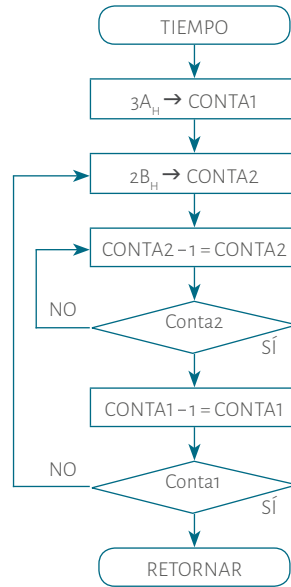 TIEMPO
3A_H → CONTA1
2B_H → CONTA2
CONTA2 – 1 = CONTA2
NO
Conta2
SÍ
CONTA1 – 1 = CONTA1
NO
Conta1
SÍ
RETORNAR